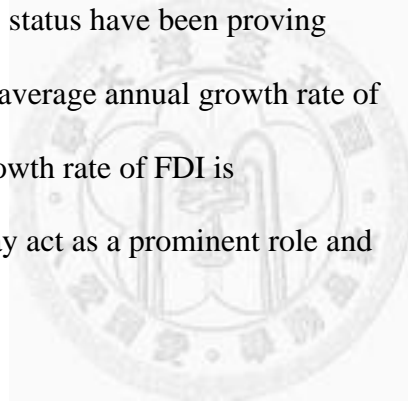 status have been proving
average annual growth rate of
owth rate of FDI is
y act as a prominent role and